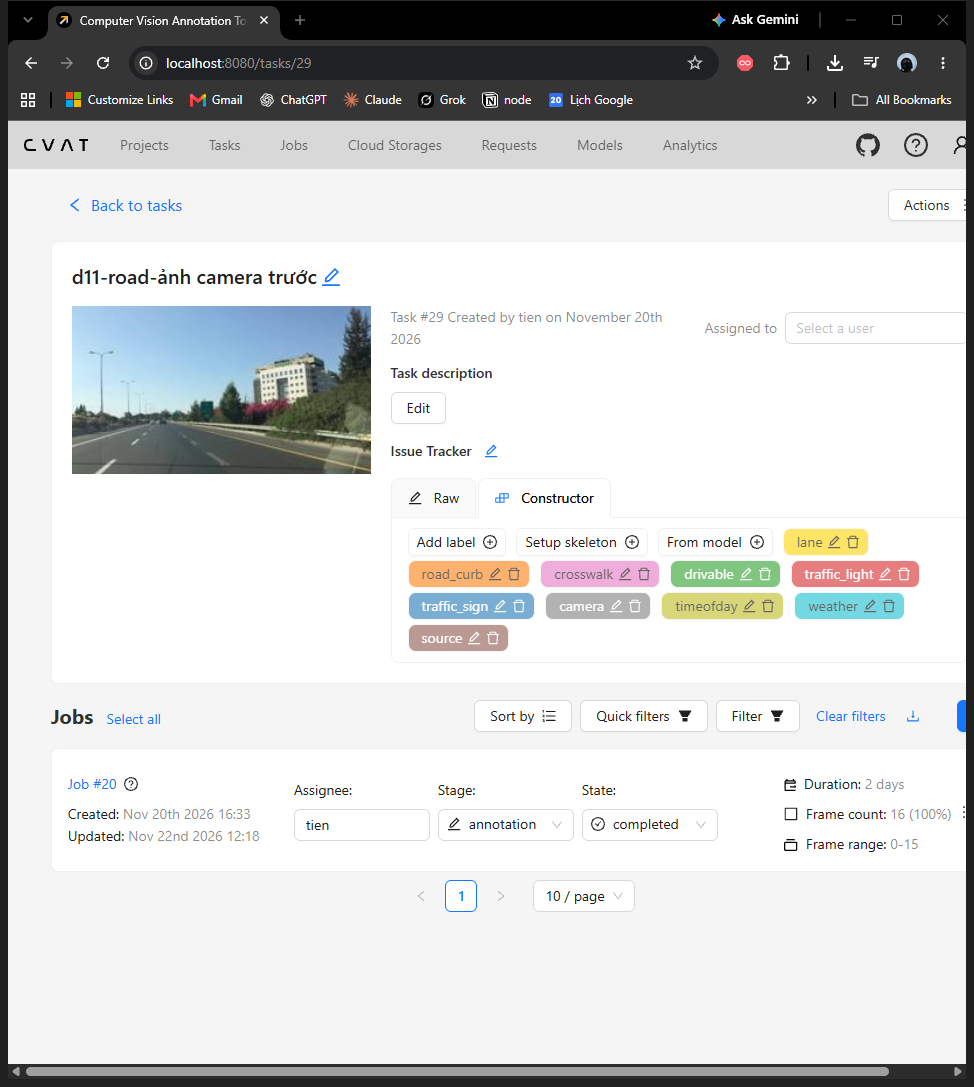 Computer Vision Annotation To
Ask Gemini
localhost:8080/tasks/29
Customize Links Gmail ChatGPT Claude Grok node 20 Lịch Google All Bookmarks
CVAT Projects Tasks Jobs Cloud Storages Requests Models Analytics
Back to tasks
Actions
d11-road-ảnh camera trước
Task #29 Created by tien on November 20th
2026
Assigned to Select a user
Task description
Edit
Issue Tracker
Raw Constructor
Add label Setup skeleton From model lane
road_curb crosswalk drivable traffic_light
traffic_sign camera timeofday weather
source
Jobs Select all Sort by Quick filters Filter Clear filters
Job #20
Created: Nov 20th 2026 16:33
Updated: Nov 22nd 2026 12:18
Assignee:
tien
Stage:
annotation
State:
completed
Duration: 2 days
Frame count: 16 (100%)
Frame range: 0-15
1 10 / page